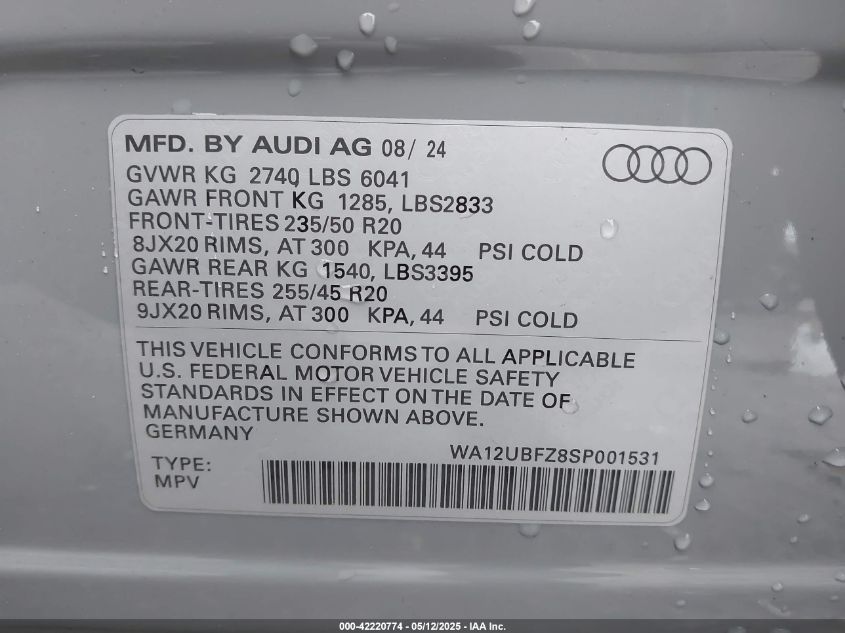 MFD. BY AUDI AG 08/ 24
GVWR KG 2740 LBS 6041
GAWR FRONT KG 1285, LBS2833
FRONT-TIRES 235/50 R20
8JX20 RIMS, AT 300 KPA, 44 PSI COLD
GAWR REAR KG 1540, LBS3395
REAR-TIRES 255/45 R20
9JX20 RIMS, AT 300 KPA, 44 PSI COLD
THIS VEHICLE CONFORMS TO ALL APPLICABLE
U.S. FEDERAL MOTOR VEHICLE SAFETY
STANDARDS IN EFFECT ON THE DATE OF
MANUFACTURE SHOWN ABOVE.
GERMANY
WA12UBFZ8SP001531
TYPE:
MPV
000-42220774 - 05/12/2025 - IAA Inc.